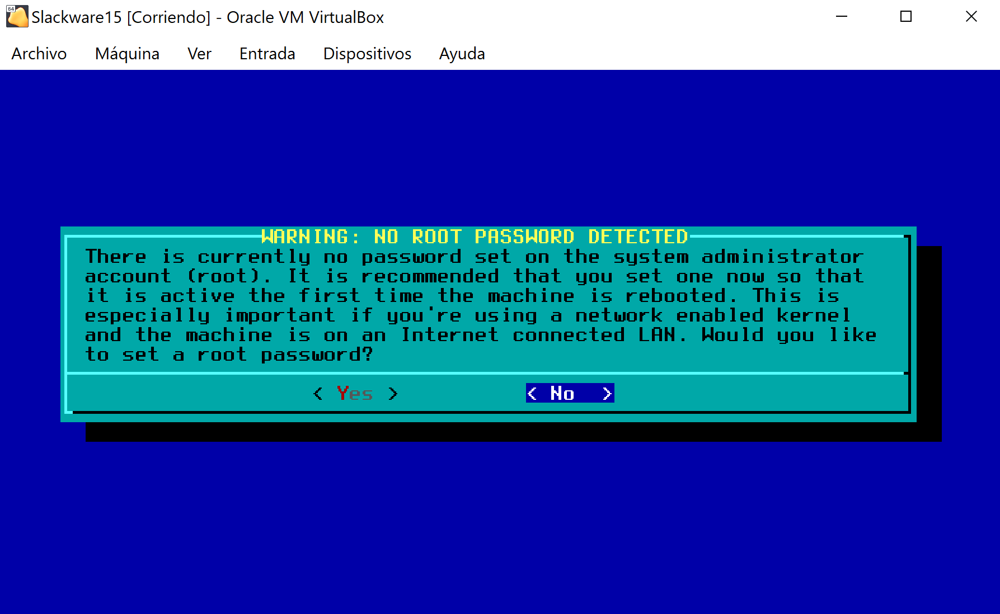 64
Slackware15 [Corriendo] - Oracle VM VirtualBox
Archivo Máquina Ver Entrada Dispositivos Ayuda
WARNING: NO ROOT PASSWORD DETECTED
There is currently no password set on the system administrator
account (root). It is recommended that you set one now so that
it is active the first time the machine is rebooted. This is
especially important if you're using a network enabled kernel
and the machine is on an Internet connected LAN. Would you like
to set a root password?
< Yes > < No >